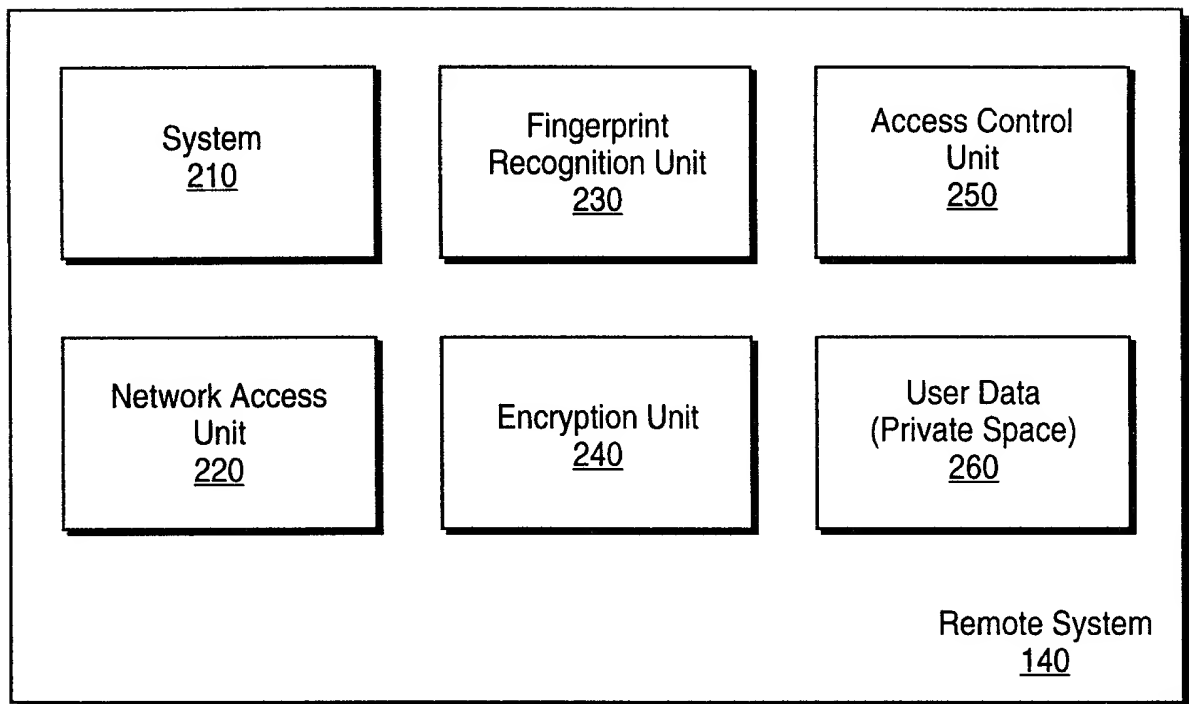 System
210
Fingerprint
Recognition Unit
230
Access Control
Unit
250
Network Access
Unit
220
Encryption Unit
240
User Data
(Private Space)
260
Remote System
140